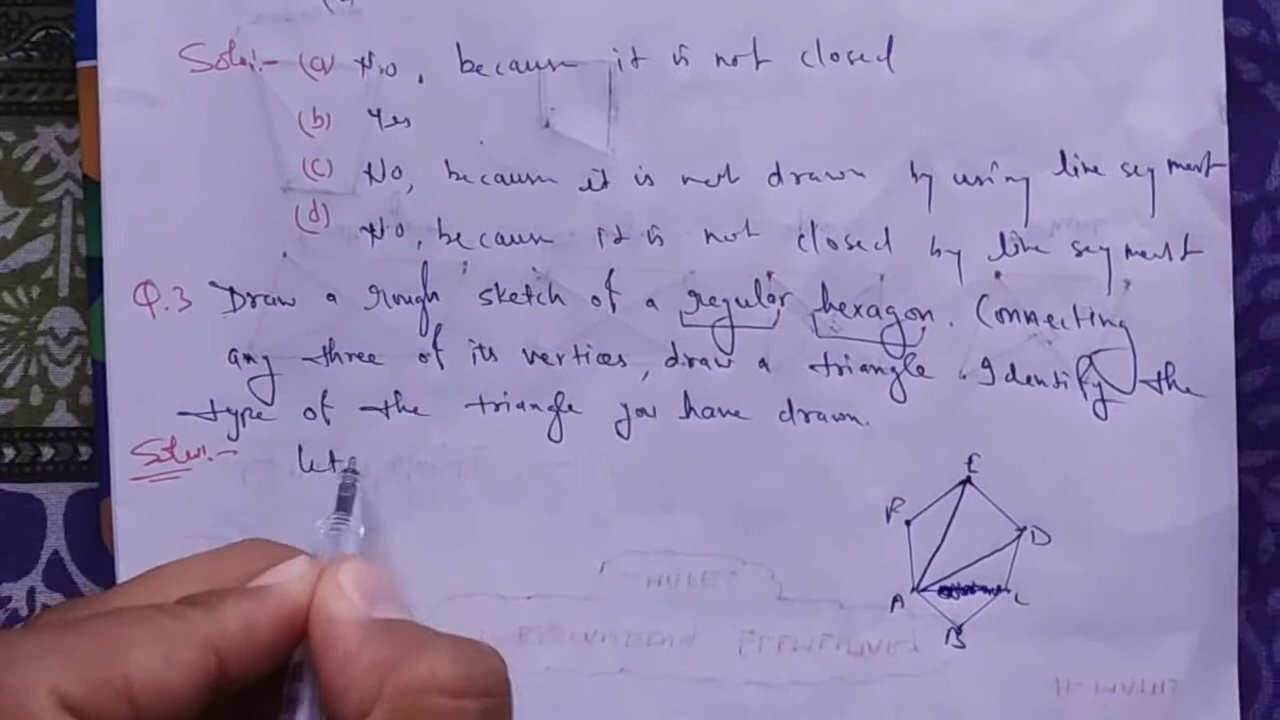 Soln:- (a) No, because it is not closed
(b) Yes
(c) No, because it is not drawn by using line segment
(d) No, because it is not closed by line segment
Q.3 Draw a rough sketch of a regular hexagon. Connecting
any three of its vertices, draw a triangle. Identify the
type of the triangle you have drawn.
Soln:- let
E
F
D
A
C
B